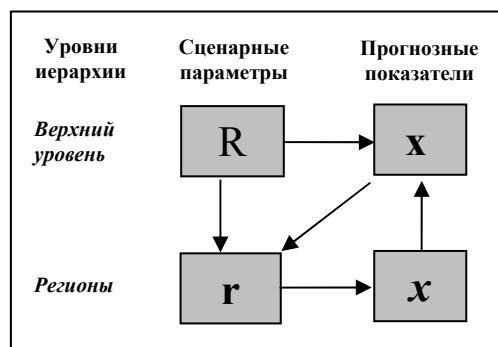 Уровни Сценарные Прогнозные
иерархии параметры показатели
Верхний R x
уровень
Регионы r x